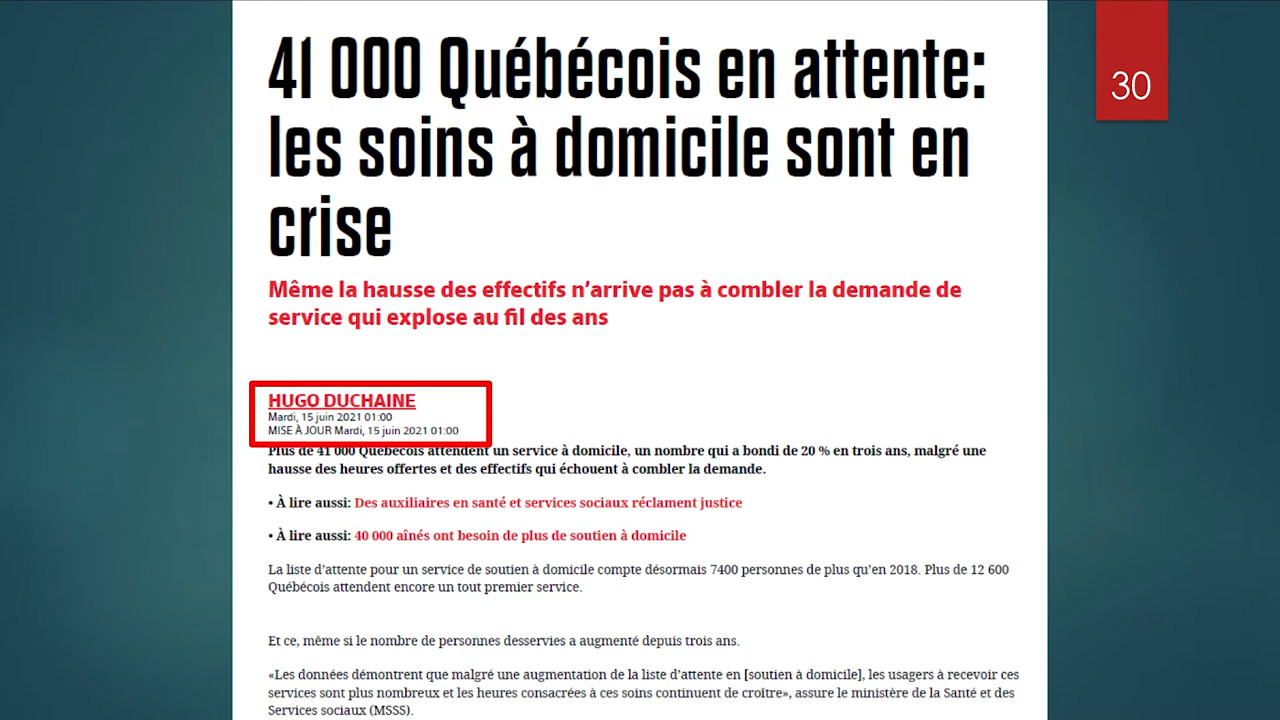 41 000 Québécois en attente:
les soins à domicile sont en
crise
30
Même la hausse des effectifs n’arrive pas à combler la demande de
service qui explose au fil des ans
HUGO DUCHAINE
Mardi, 15 juin 2021 01:00
MISE À JOUR Mardi, 15 juin 2021 01:00
Plus de 41 000 Québécois attendent un service à domicile, un nombre qui a bondi de 20 % en trois ans, malgré une
hausse des heures offertes et des effectifs qui échouent à combler la demande.
• À lire aussi: Des auxiliaires en santé et services sociaux réclament justice
• À lire aussi: 40 000 aînés ont besoin de plus de soutien à domicile
La liste d’attente pour un service de soutien à domicile compte désormais 7400 personnes de plus qu’en 2018. Plus de 12 600
Québécois attendent encore un tout premier service.
Et ce, même si le nombre de personnes desservies a augmenté depuis trois ans.
«Les données démontrent que malgré une augmentation de la liste d’attente en [soutien à domicile], les usagers à recevoir ces
services sont plus nombreux et les heures consacrées à ces soins continuent de croître», assure le ministère de la Santé et des
Services sociaux (MSSS).